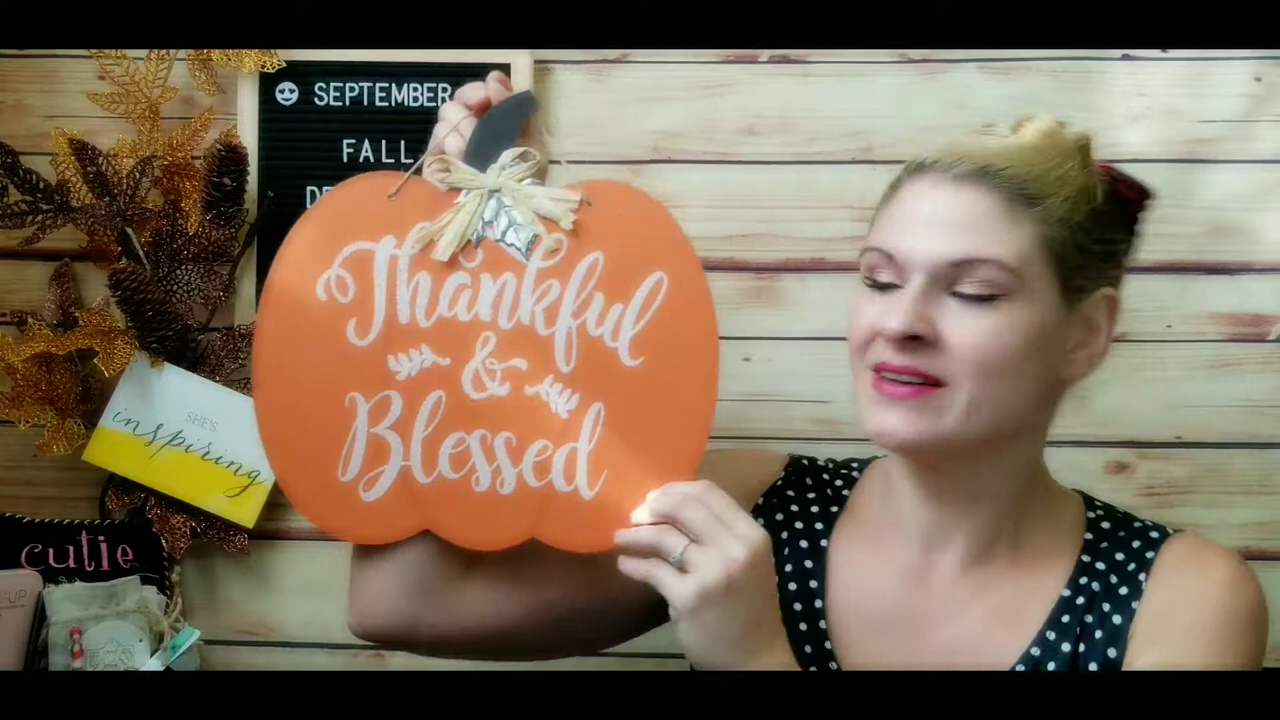 SEPTEMBER
FALL
Thankful
&
Blessed
SHE'S
inspiring
cutie